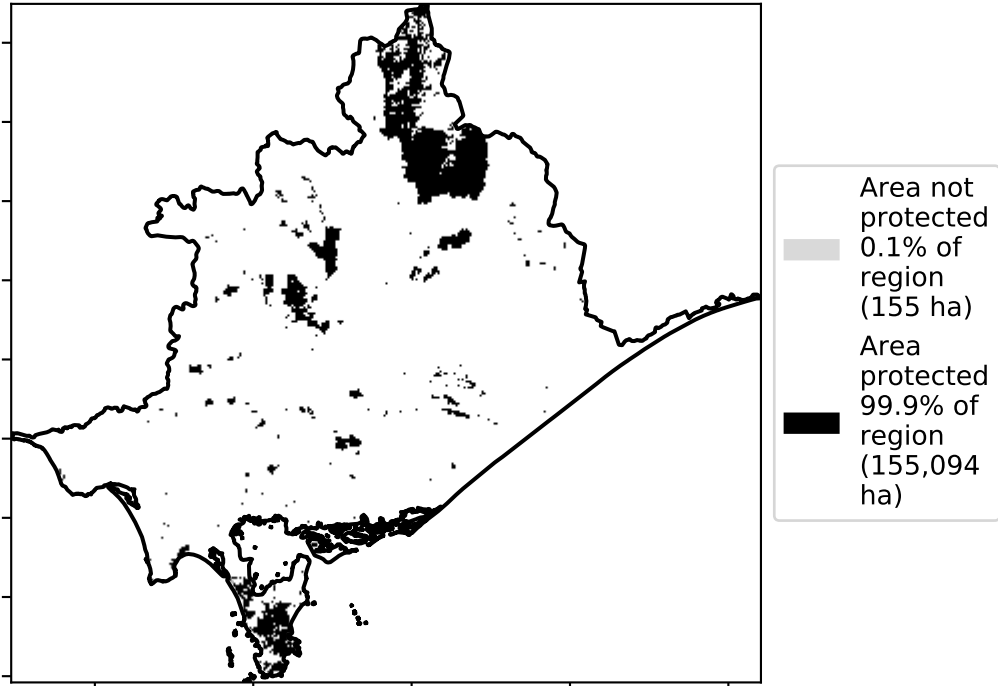 Area not
protected
0.1% of
region
(155 ha)
Area
protected
99.9% of
region
(155,094
ha)